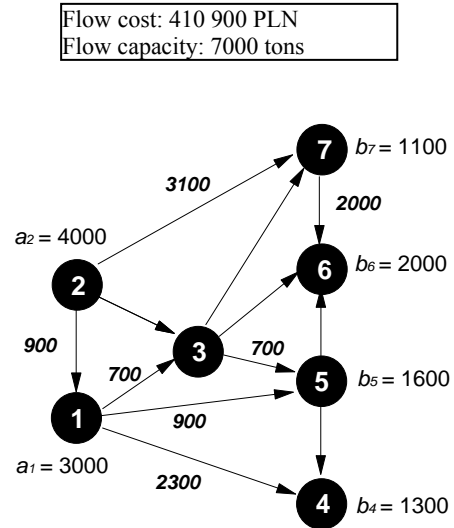 Flow cost: 410 900 PLN
Flow capacity: 7000 tons
7
b7 = 1100
3100
2000
a2 = 4000
6
b6 = 2000
2
900
3
700
700
5
b5 = 1600
1
900
a1 = 3000
2300
4
b4 = 1300